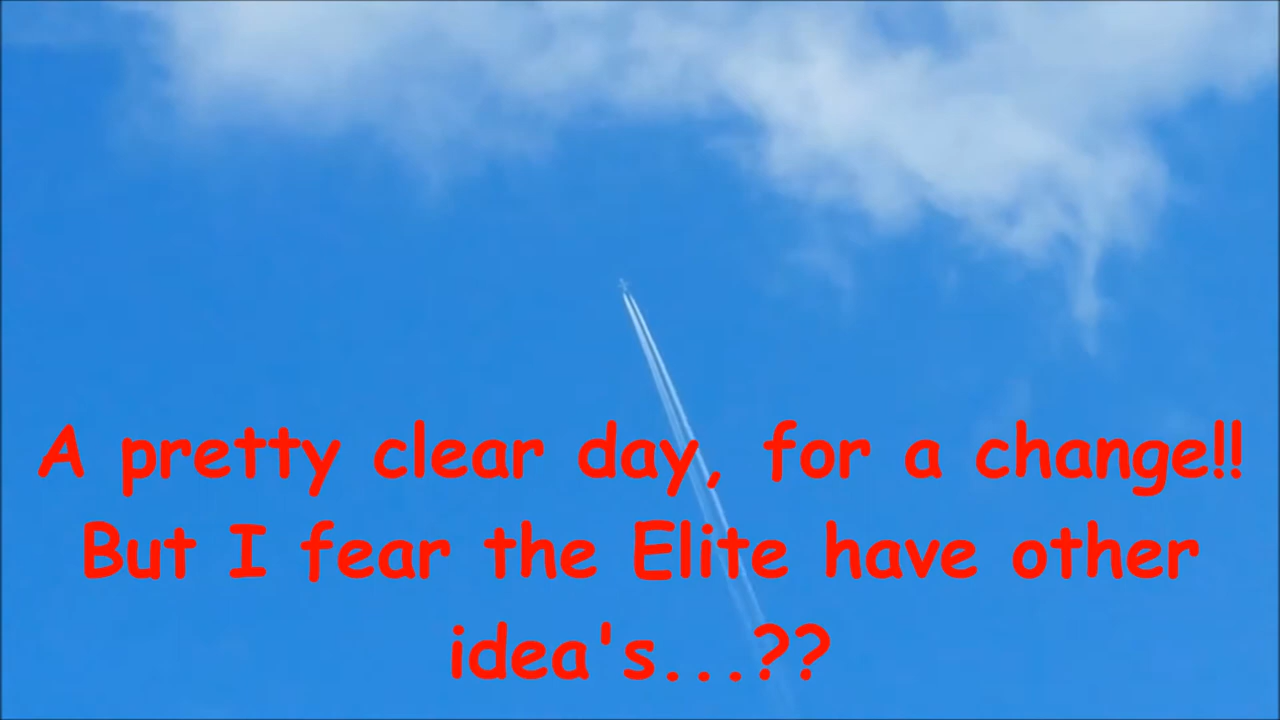 A pretty clear day, for a change!!
But I fear the Elite have other
idea's...??